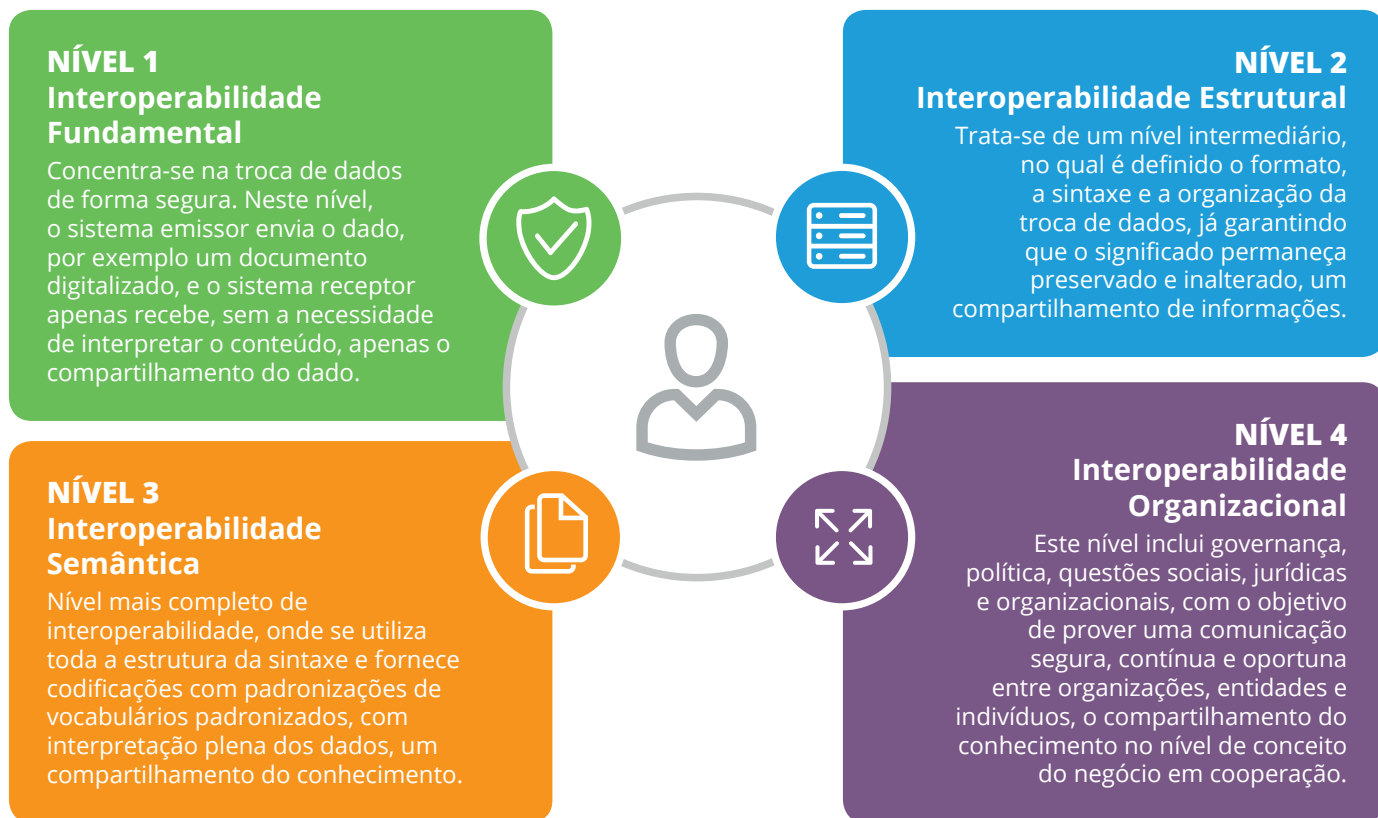 NÍVEL 1
Interoperabilidade
Fundamental
Concentra-se na troca de dados
de forma segura. Neste nível,
o sistema emissor envia o dado,
por exemplo um documento
digitalizado, e o sistema receptor
apenas recebe, sem a necessidade
de interpretar o conteúdo, apenas o
compartilhamento do dado.
NÍVEL 2
Interoperabilidade Estrutural
Trata-se de um nível intermediário,
no qual é definido o formato,
a sintaxe e a organização da
troca de dados, já garantindo
que o significado permaneça
preservado e inalterado, um
compartilhamento de informações.
NÍVEL 3
Interoperabilidade
Semântica
Nível mais completo de
interoperabilidade, onde se utiliza
toda a estrutura da sintaxe e fornece
codificações com padronizações de
vocabulários padronizados, com
interpretação plena dos dados, um
compartilhamento do conhecimento.
NÍVEL 4
Interoperabilidade
Organizacional
Este nível inclui governança,
política, questões sociais, jurídicas
e organizacionais, com o objetivo
de prover uma comunicação
segura, contínua e oportuna
entre organizações, entidades e
indivíduos, o compartilhamento do
conhecimento no nível de conceito
do negócio em cooperação.